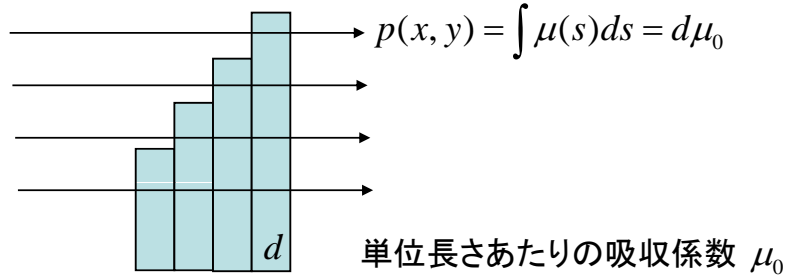 p(x, y) = ∫ μ(s)ds = dμ₀
d
単位長さあたりの吸収係数 μ₀